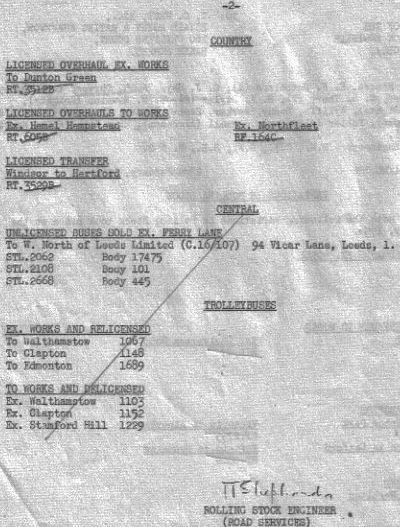 -2-
COUNTRY
LICENSED OVERHAUL EX. WORKS
To Dunton Green
RT.3512B
LICENSED OVERHAULS TO WORKS
Ex. Hemel Hempstead
RT.605B
Ex. Northfleet
RF.164C
LICENSED TRANSFER
Windsor to Hertford
RT.3529B
CENTRAL
UNLICENSED BUSES SOLD EX. FERRY LANE
To W. North of Leeds Limited (C.16/107) 94 Vicar Lane, Leeds, 1.
STL.2062 Body 17475
STL.2108 Body 101
STL.2668 Body 445
TROLLEYBUSES
EX. WORKS AND RELICENSED
To Walthamstow 1067
To Clapton 1148
To Edmonton 1689
TO WORKS AND DELICENSED
Ex. Walthamstow 1103
Ex. Clapton 1152
Ex. Stamford Hill 1229
ROLLING STOCK ENGINEER
(ROAD SERVICES)